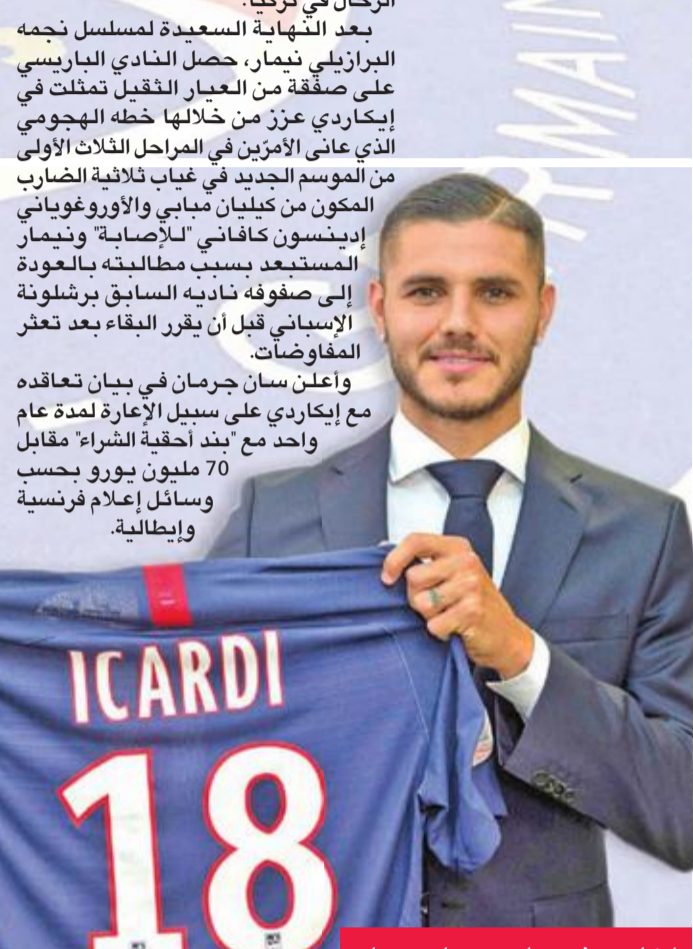 الرحال في تركيا.
بعد النهاية السعيدة لمسلسل نجمه
البرازيلي نيمار، حصل النادي الباريسي
على صفقة من العيار الثقيل تمثلت في
إيكاردي عزز من خلالها خطه الهجومي
الذي عانى الأمرّين في المراحل الثلاث الأولى
من الموسم الجديد في غياب ثلاثية الضارب
المكون من كيليان مبابي والأوروغوياني
إدينسون كافاني "للإصابة" ونيمار
المستبعد بسبب مطالبته بالعودة
إلى صفوفه ناديه السابق برشلونة
الإسباني قبل أن يقرر البقاء بعد تعثر
المفاوضات.
وأعلن سان جرمان في بيان تعاقده
مع إيكاردي على سبيل الإعارة لمدة عام
واحد مع "بند أحقية الشراء" مقابل
70 مليون يورو بحسب
وسائل إعلام فرنسية
وإيطالية.
ICARDI
18